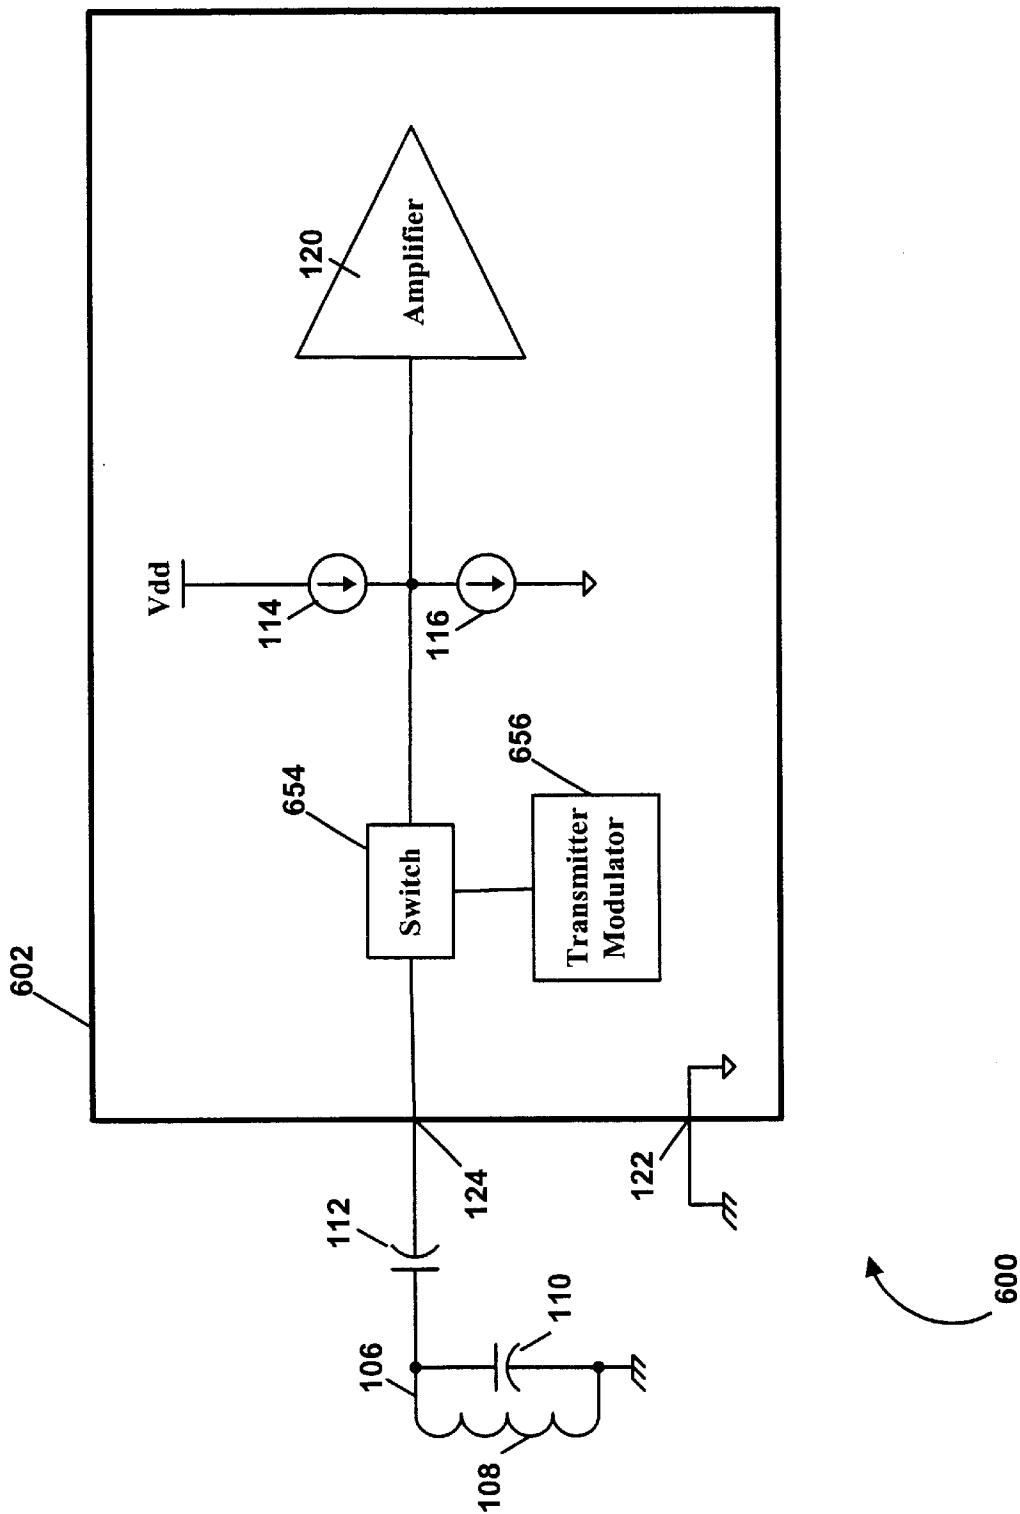 602
Vdd
114
116
120
Amplifier
654
Switch
656
Transmitter
Modulator
112
124
122
106
110
108
600